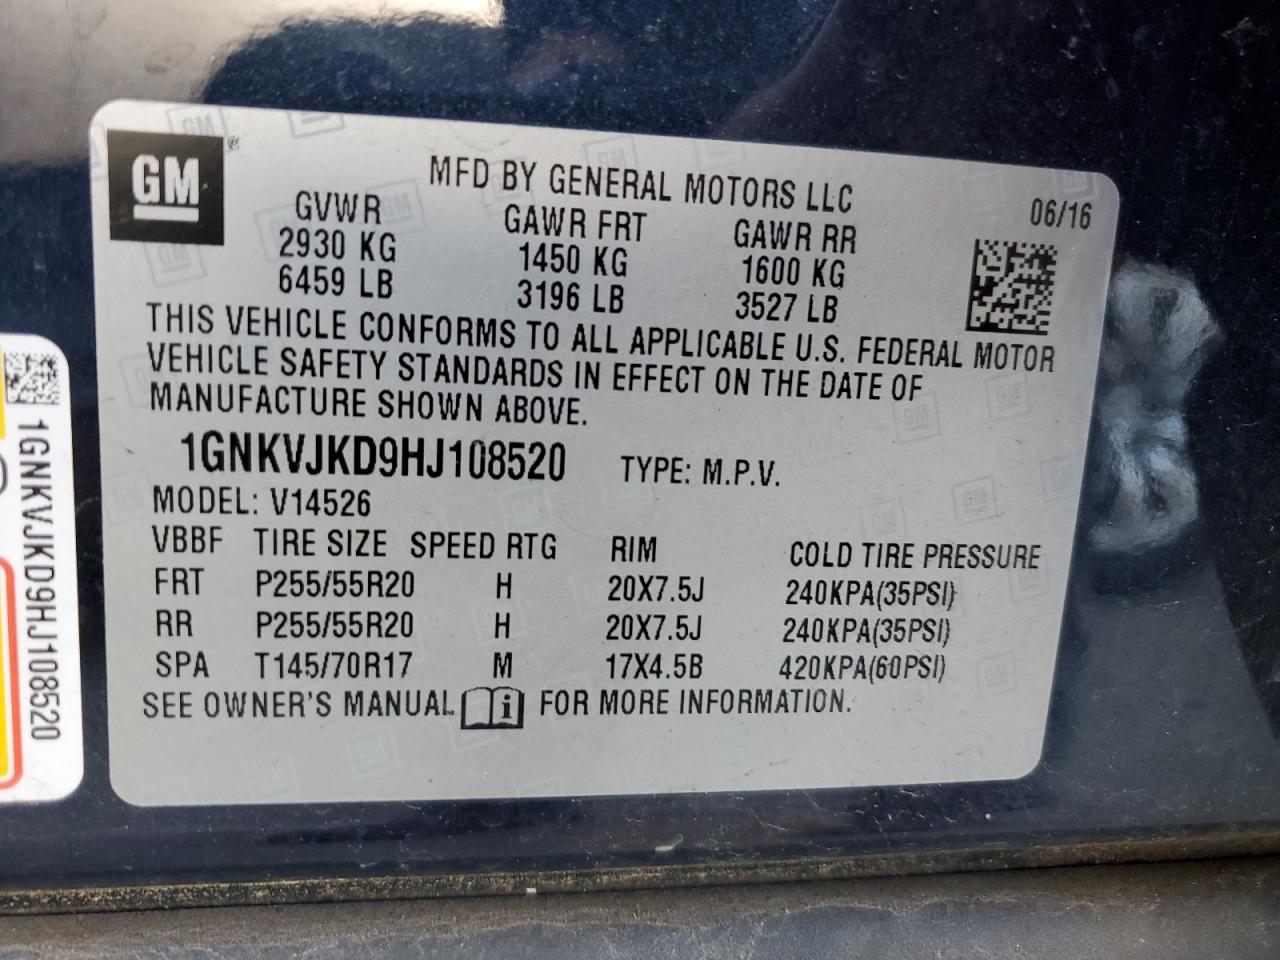 GM
MFD BY GENERAL MOTORS LLC
06/16
GVWR GAWR FRT GAWR RR
2930 KG 1450 KG 1600 KG
6459 LB 3196 LB 3527 LB
THIS VEHICLE CONFORMS TO ALL APPLICABLE U.S. FEDERAL MOTOR
VEHICLE SAFETY STANDARDS IN EFFECT ON THE DATE OF
MANUFACTURE SHOWN ABOVE.
1GNKVJKD9HJ108520 TYPE: M.P.V.
MODEL: V14526
VBBF TIRE SIZE SPEED RTG RIM COLD TIRE PRESSURE
FRT P255/55R20 H 20X7.5J 240KPA(35PSI)
RR P255/55R20 H 20X7.5J 240KPA(35PSI)
SPA T145/70R17 M 17X4.5B 420KPA(60PSI)
SEE OWNER'S MANUAL i FOR MORE INFORMATION.
1GNKVJKD9HJ108520